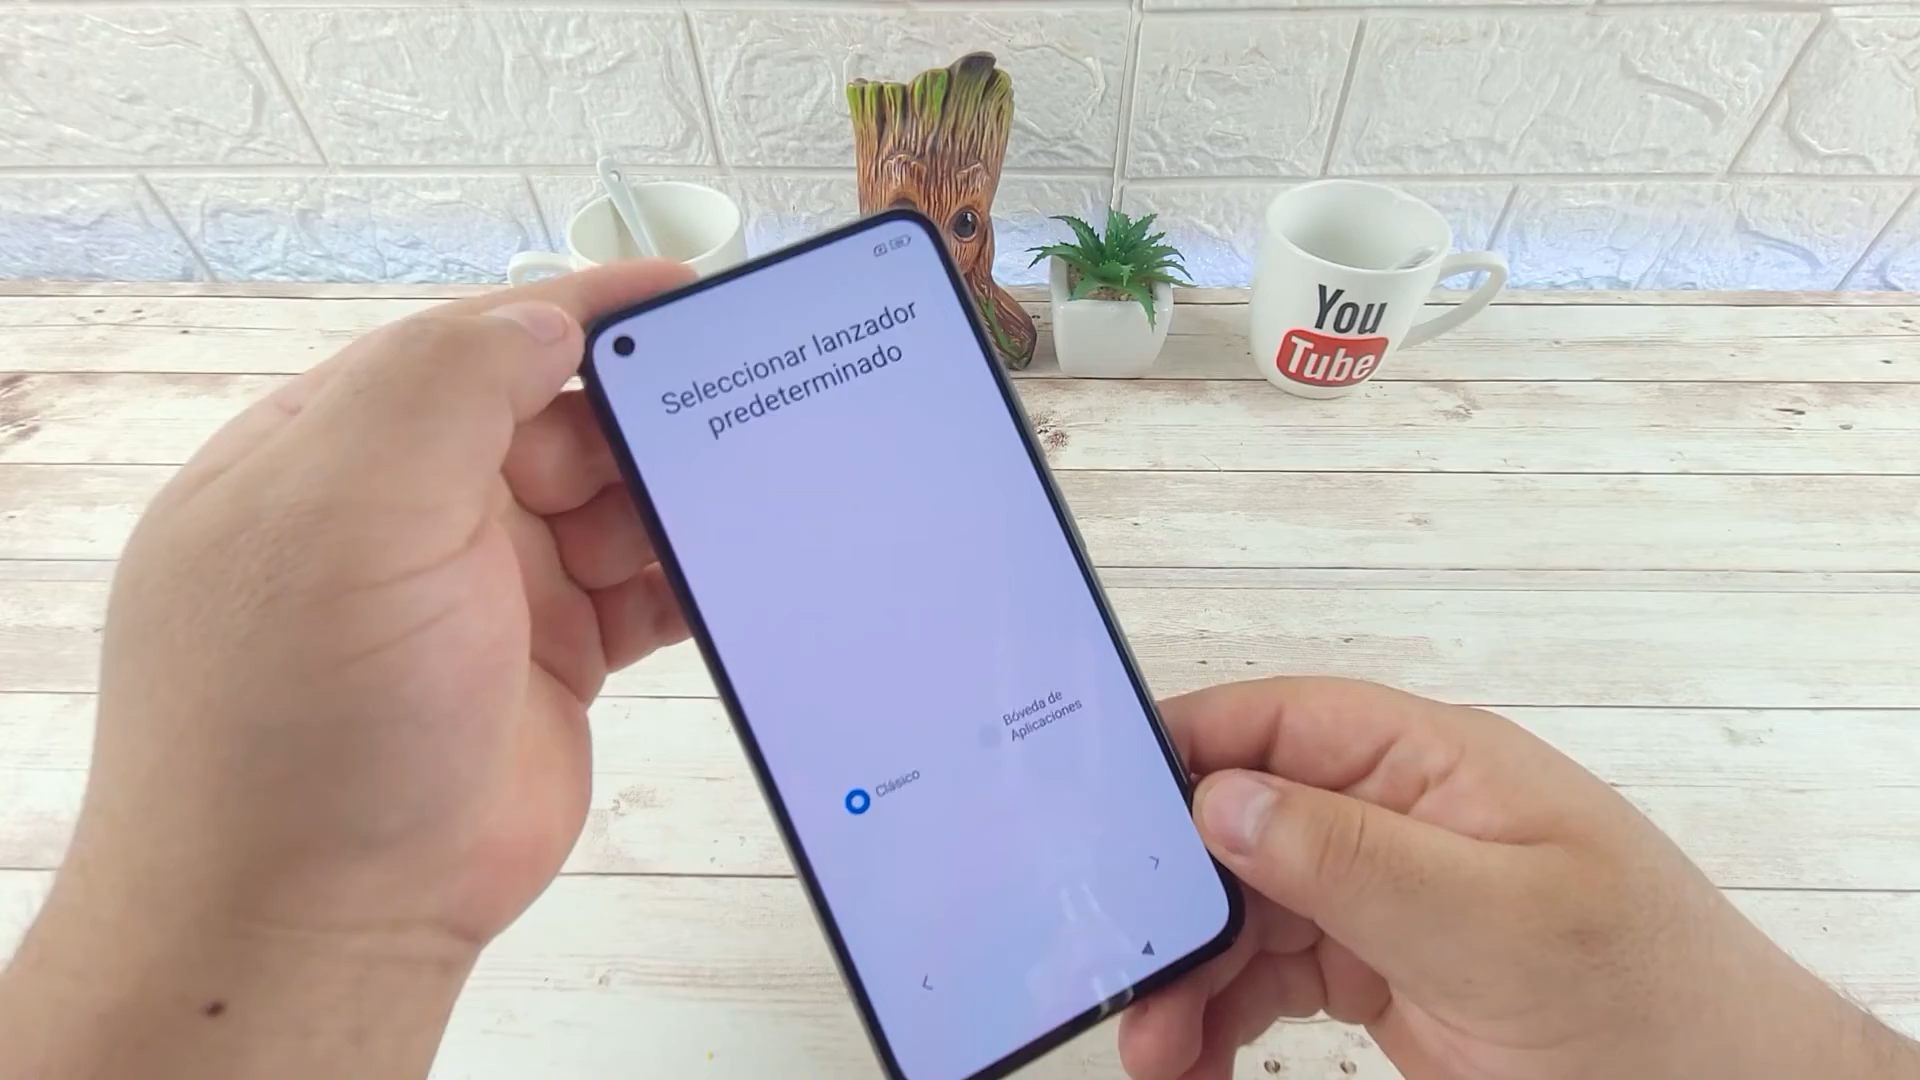 Seleccionar lanzador
predeterminado
Bóveda de
Aplicaciones
Clásico
You
Tube